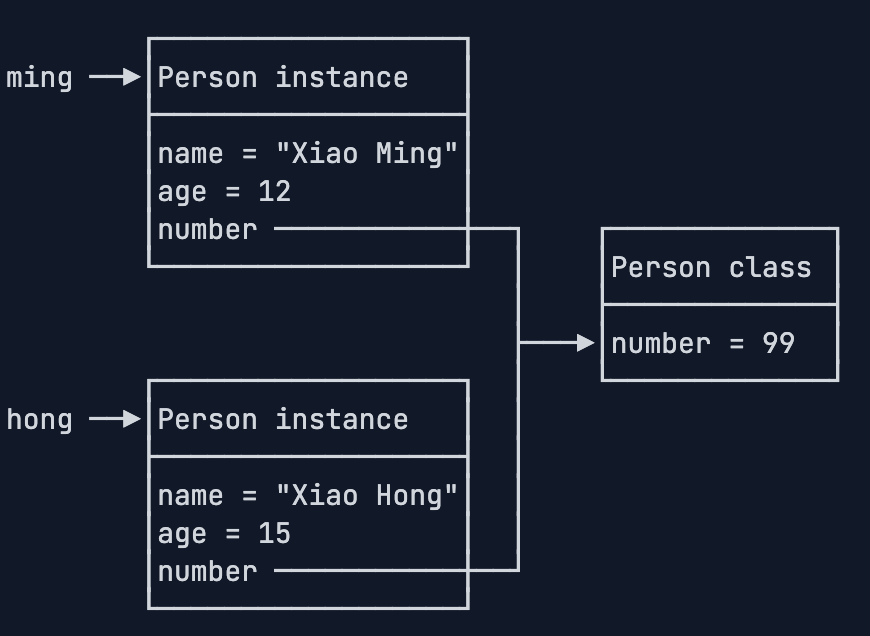 ming
Person instance
name = "Xiao Ming"
age = 12
number
Person class
number = 99
hong
Person instance
name = "Xiao Hong"
age = 15
number